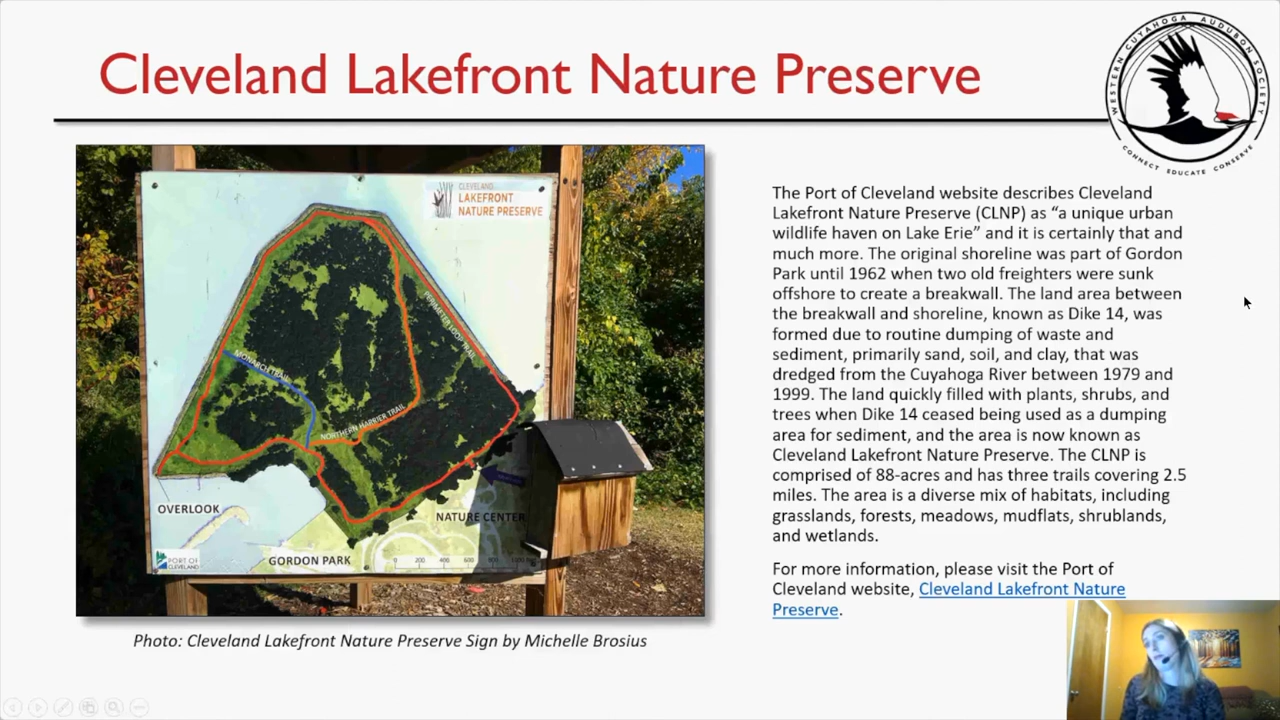 Cleveland Lakefront Nature Preserve
WESTERN CUYAHOGA AUDUBON SOCIETY
CONNECT EDUCATE CONSERVE
CLEVELAND
LAKEFRONT
NATURE PRESERVE
PERIMETER LOOP TRAIL
MONARCH TRAIL
NORTHERN HARRIER TRAIL
OVERLOOK
NATURE CENTER
GORDON PARK
PORT OF
CLEVELAND
0 200 400 600 800
Photo: Cleveland Lakefront Nature Preserve Sign by Michelle Brosius
The Port of Cleveland website describes Cleveland
Lakefront Nature Preserve (CLNP) as “a unique urban
wildlife haven on Lake Erie” and it is certainly that and
much more. The original shoreline was part of Gordon
Park until 1962 when two old freighters were sunk
offshore to create a breakwall. The land area between
the breakwall and shoreline, known as Dike 14, was
formed due to routine dumping of waste and
sediment, primarily sand, soil, and clay, that was
dredged from the Cuyahoga River between 1979 and
1999. The land quickly filled with plants, shrubs, and
trees when Dike 14 ceased being used as a dumping
area for sediment, and the area is now known as
Cleveland Lakefront Nature Preserve. The CLNP is
comprised of 88-acres and has three trails covering 2.5
miles. The area is a diverse mix of habitats, including
grasslands, forests, meadows, mudflats, shrublands,
and wetlands.
For more information, please visit the Port of
Cleveland website, Cleveland Lakefront Nature
Preserve.